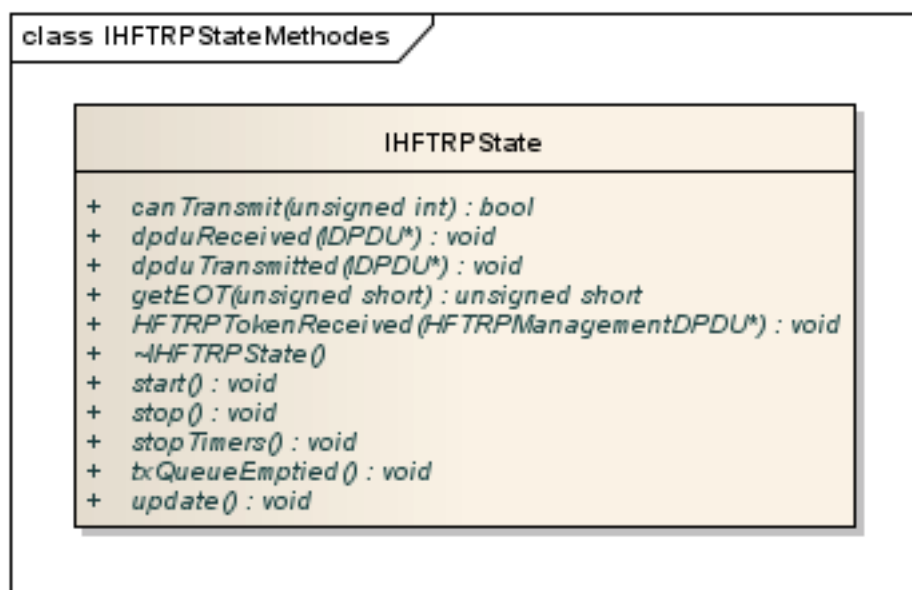 class IHFTRPStateMethodes
IHFTRPState
+ canTransmit(unsigned int) : bool
+ dpduReceived(IDPDU*) : void
+ dpduTransmitted(IDPDU*) : void
+ getEOT(unsigned short) : unsigned short
+ HFTRPTokenReceived(HFTRPManagementDPDU*) : void
+ ~IHFTRPState()
+ start() : void
+ stop() : void
+ stopTimers() : void
+ txQueueEmptied() : void
+ update() : void